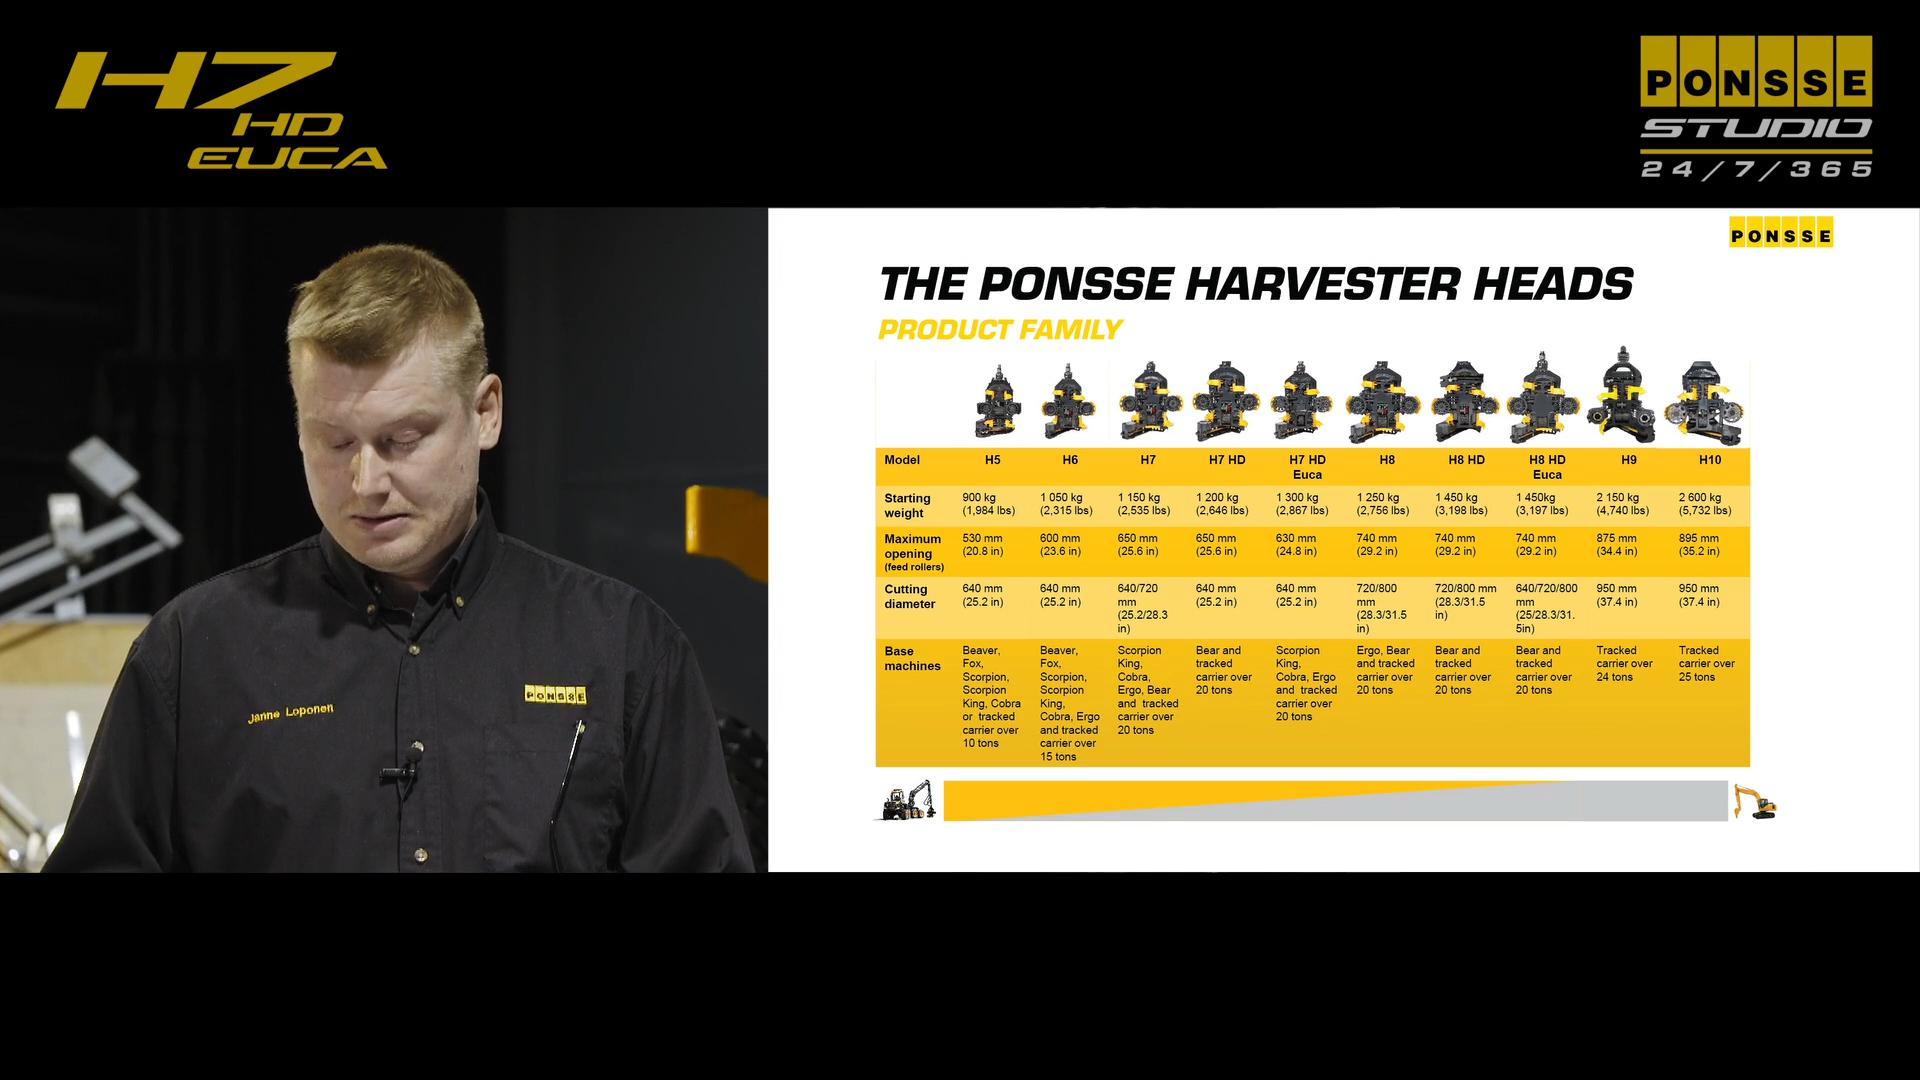 H7
HD
EUCA
PONSSE
STUDIO
24/7/365
PONSSE
THE PONSSE HARVESTER HEADS
PRODUCT FAMILY
Model H5 H6 H7 H7 HD H7 HD Euca H8 H8 HD H8 HD Euca H9 H10
Starting weight
900 kg (1,984 lbs)
1 050 kg (2,315 lbs)
1 150 kg (2,535 lbs)
1 200 kg (2,646 lbs)
1 300 kg (2,867 lbs)
1 250 kg (2,756 lbs)
1 450 kg (3,198 lbs)
1 450kg (3,197 lbs)
2 150 kg (4,740 lbs)
2 600 kg (5,732 lbs)
Maximum opening (feed rollers)
530 mm (20.8 in)
600 mm (23.6 in)
650 mm (25.6 in)
650 mm (25.6 in)
630 mm (24.8 in)
740 mm (29.2 in)
740 mm (29.2 in)
740 mm (29.2 in)
875 mm (34.4 in)
895 mm (35.2 in)
Cutting diameter
640 mm (25.2 in)
640 mm (25.2 in)
640/720 mm (25.2/28.3 in)
640 mm (25.2 in)
640 mm (25.2 in)
720/800 mm (28.3/31.5 in)
720/800 mm (28.3/31.5 in)
640/720/800 mm (25/28.3/31.5in)
950 mm (37.4 in)
950 mm (37.4 in)
Base machines
Beaver, Fox, Scorpion, Scorpion King, Cobra or tracked carrier over 10 tons
Beaver, Fox, Scorpion, Scorpion King, Cobra, Ergo and tracked carrier over 15 tons
Scorpion King, Cobra, Ergo, Bear and tracked carrier over 20 tons
Bear and tracked carrier over 20 tons
Scorpion King, Cobra, Ergo and tracked carrier over 20 tons
Ergo, Bear and tracked carrier over 20 tons
Bear and tracked carrier over 20 tons
Bear and tracked carrier over 20 tons
Tracked carrier over 24 tons
Tracked carrier over 25 tons
Janne Loponen
PONSSE